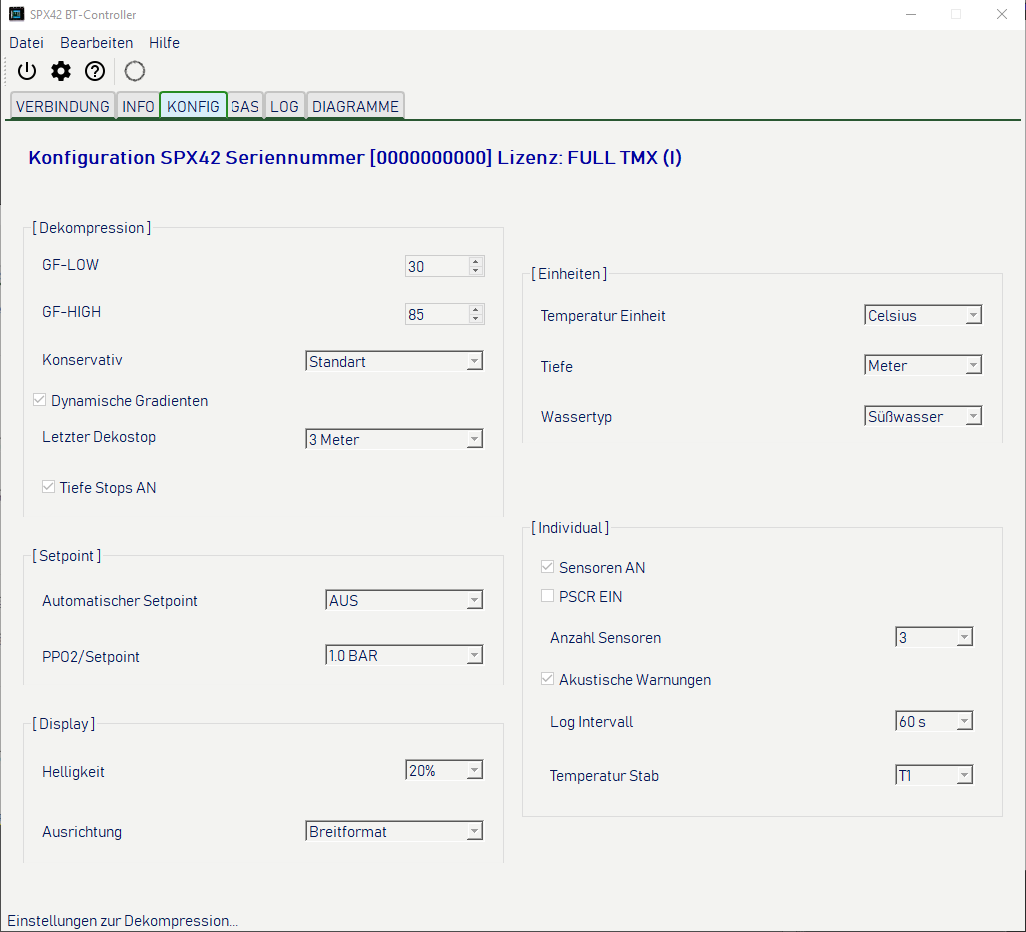 SPX42 BT-Controller
Datei Bearbeiten Hilfe
VERBINDUNG INFO KONFIG GAS LOG DIAGRAMME
Konfiguration SPX42 Seriennummer [0000000000] Lizenz: FULL TMX (I)
[ Dekompression ]
GF-LOW 30
GF-HIGH 85
Konservativ Standart
Dynamische Gradienten
Letzter Dekostop 3 Meter
Tiefe Stops AN
[ Setpoint ]
Automatischer Setpoint AUS
PPO2/Setpoint 1.0 BAR
[ Display ]
Helligkeit 20%
Ausrichtung Breitformat
[ Einheiten ]
Temperatur Einheit Celsius
Tiefe Meter
Wassertyp Süßwasser
[ Individual ]
Sensoren AN
PSCR EIN
Anzahl Sensoren 3
Akustische Warnungen
Log Intervall 60 s
Temperatur Stab T1
Einstellungen zur Dekompression...